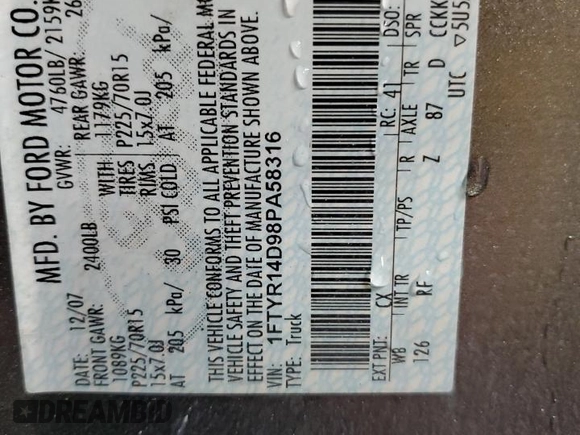 MFD. BY FORD MOTOR CO.
DATE: 12/07 GVWR: 4760LB/ 2159K
FRONT GAWR: 2400LB REAR GAWR: 26
1089KG WITH 1179KG
P225/70R15 TIRES P225/70R15
15x7.0J RIMS 15x7.0J
AT 205 kPa/ 30 PSI COLD AT 205 kPa/
THIS VEHICLE CONFORMS TO ALL APPLICABLE FEDERAL M
VEHICLE SAFETY AND THEFT PREVENTION STANDARDS IN
EFFECT ON THE DATE OF MANUFACTURE SHOWN ABOVE.
VIN: 1FTYR14D98PA58316
TYPE: Truck
EXT PNT: CX RC: 41 DSO:
WB INT TR TP/PS R AXLE TR SPR
126 RF Z 87 D CCKK
UTC ▽5U5
DREAMBID